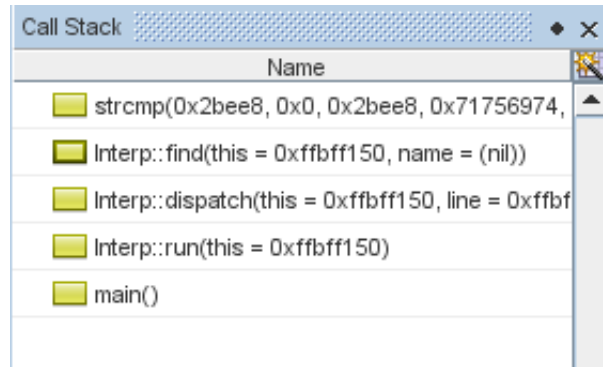 Call Stack
Name
strcmp(0x2bee8, 0x0, 0x2bee8, 0x71756974,
Interp::find(this = 0xffbff150, name = (nil))
Interp::dispatch(this = 0xffbff150, line = 0xffbf
Interp::run(this = 0xffbff150)
main()